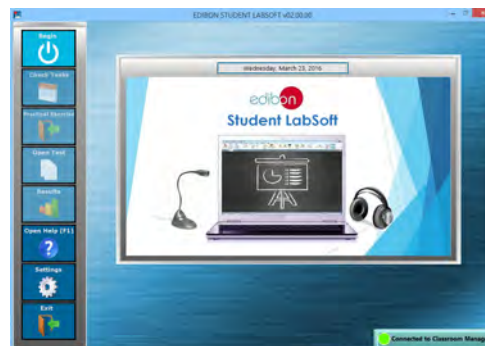 EDIBON STUDENT LABSOFT v02.00.00
Begin
Check Tasks
Practical Exercise
Open Test
Results
Open Help (F1)
Settings
Exit
Wednesday, March 23, 2016
edibon
Student LabSoft
Connected to Classroom Manag